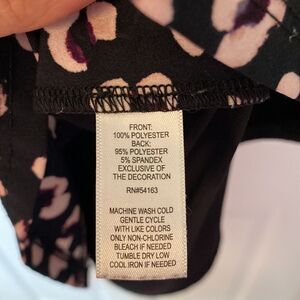 FRONT:
100% POLYESTER
BACK:
95% POLYESTER
5% SPANDEX
EXCLUSIVE OF
THE DECORATION
RN#54163
MACHINE WASH COLD
GENTLE CYCLE
WITH LIKE COLORS
ONLY NON-CHLORINE
BLEACH IF NEEDED
TUMBLE DRY LOW
COOL IRON IF NEEDED